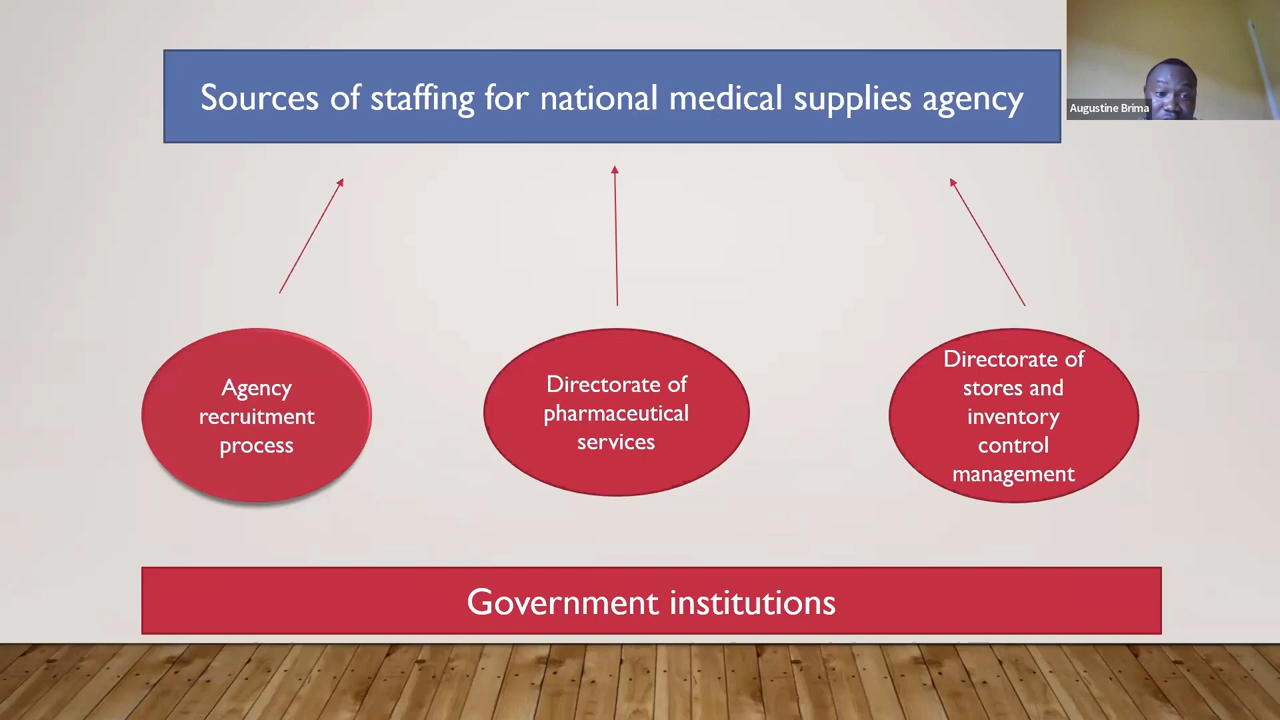 Sources of staffing for national medical supplies agency
Augustine Brima
Agency
recruitment
process
Directorate of
pharmaceutical
services
Directorate of
stores and
inventory
control
management
Government institutions